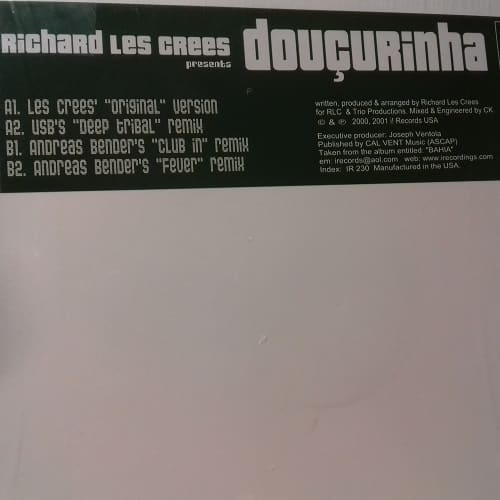 Richard Les Crees
presents
douçurinha
A1. Les Crees' "original" version
A2. USB's "Deep tribal" remix
B1. Andreas Bender's "Club in" remix
B2. Andreas Bender's "Fever" remix
written, produced & arranged by Richard Les Crees
for RLC & Trio Productions. Mixed & Engineered by CK
© & ℗ 2000, 2001 // Records USA
Executive producer: Joseph Ventola
Published by CAL VENT Music (ASCAP)
Taken from the album entitled: "BAHIA"
em: irecords@aol.com web: www.irecordings.com
Index: IR 230 Manufactured in the USA.